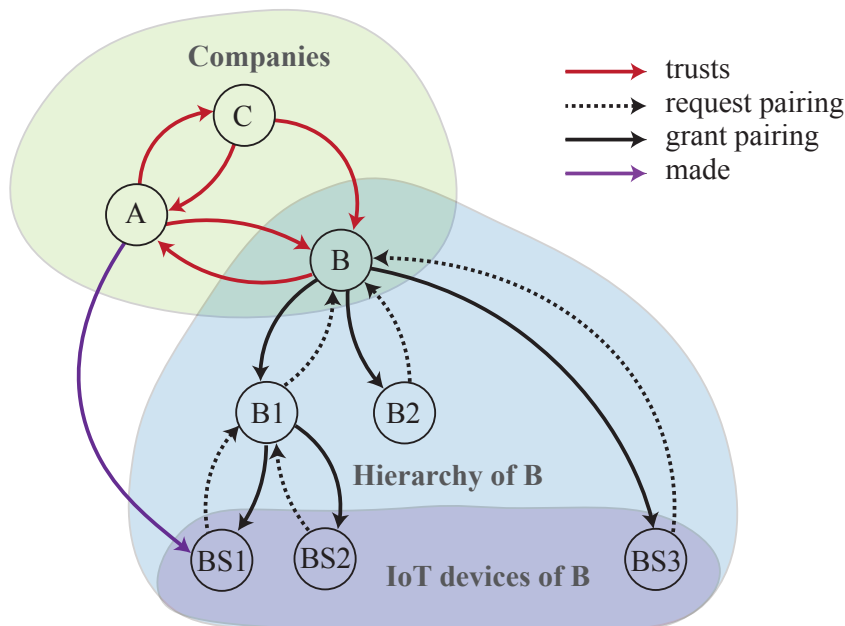 Companies
trusts
request pairing
grant pairing
made
C
A
B
B1
B2
Hierarchy of B
BS1
BS2
BS3
IoT devices of B